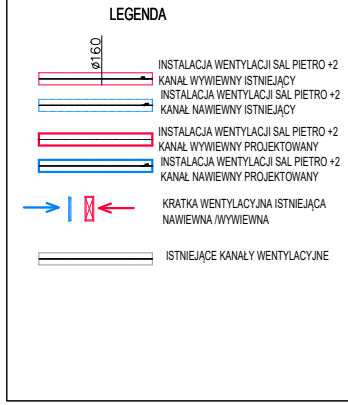 LEGENDA
ø160
INSTALACJA WENTYLACJI SAL PIETRO +2
KANAŁ WYWIEWNY ISTNIEJĄCY
INSTALACJA WENTYLACJI SAL PIETRO +2
KANAŁ NAWIEWNY ISTNIEJĄCY
INSTALACJA WENTYLACJI SAL PIETRO +2
KANAŁ WYWIEWNY PROJEKTOWANY
INSTALACJA WENTYLACJI SAL PIETRO +2
KANAŁ NAWIEWNY PROJEKTOWANY
KRATKA WENTYLACYJNA ISTNIEJĄCA
NAWIEWNA /WYWIEWNA
ISTNIEJĄCE KANAŁY WENTYLACYJNE